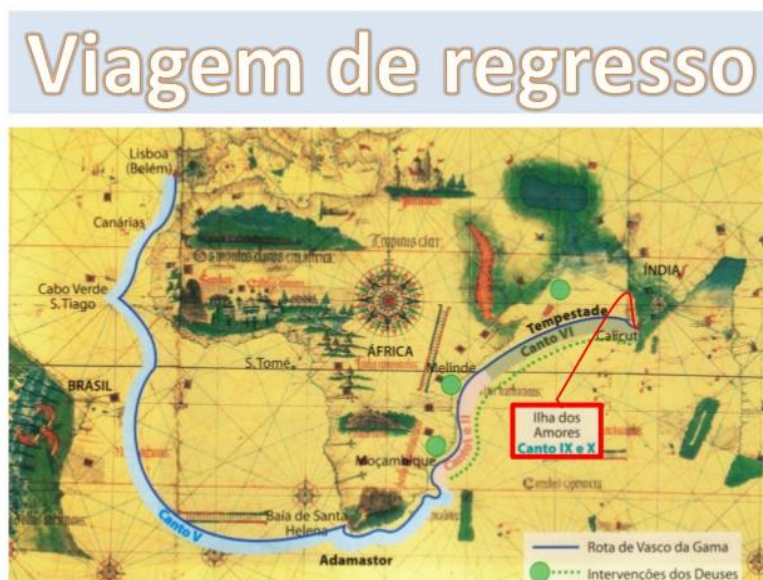 Viagem de regresso
Lisboa
(Belém)
Canárias
Cabo Verde
S. Tiago
BRASIL
S. Tomé
ÁFRICA
Melinde
Moçambique
Baía de Santa
Helena
Adamastor
Canto V
Canto I e II
Tempestade
Canto VI
ÍNDIA
Calicut
Ilha dos
Amores
Canto IX e X
Rota de Vasco da Gama
Intervenções dos Deuses